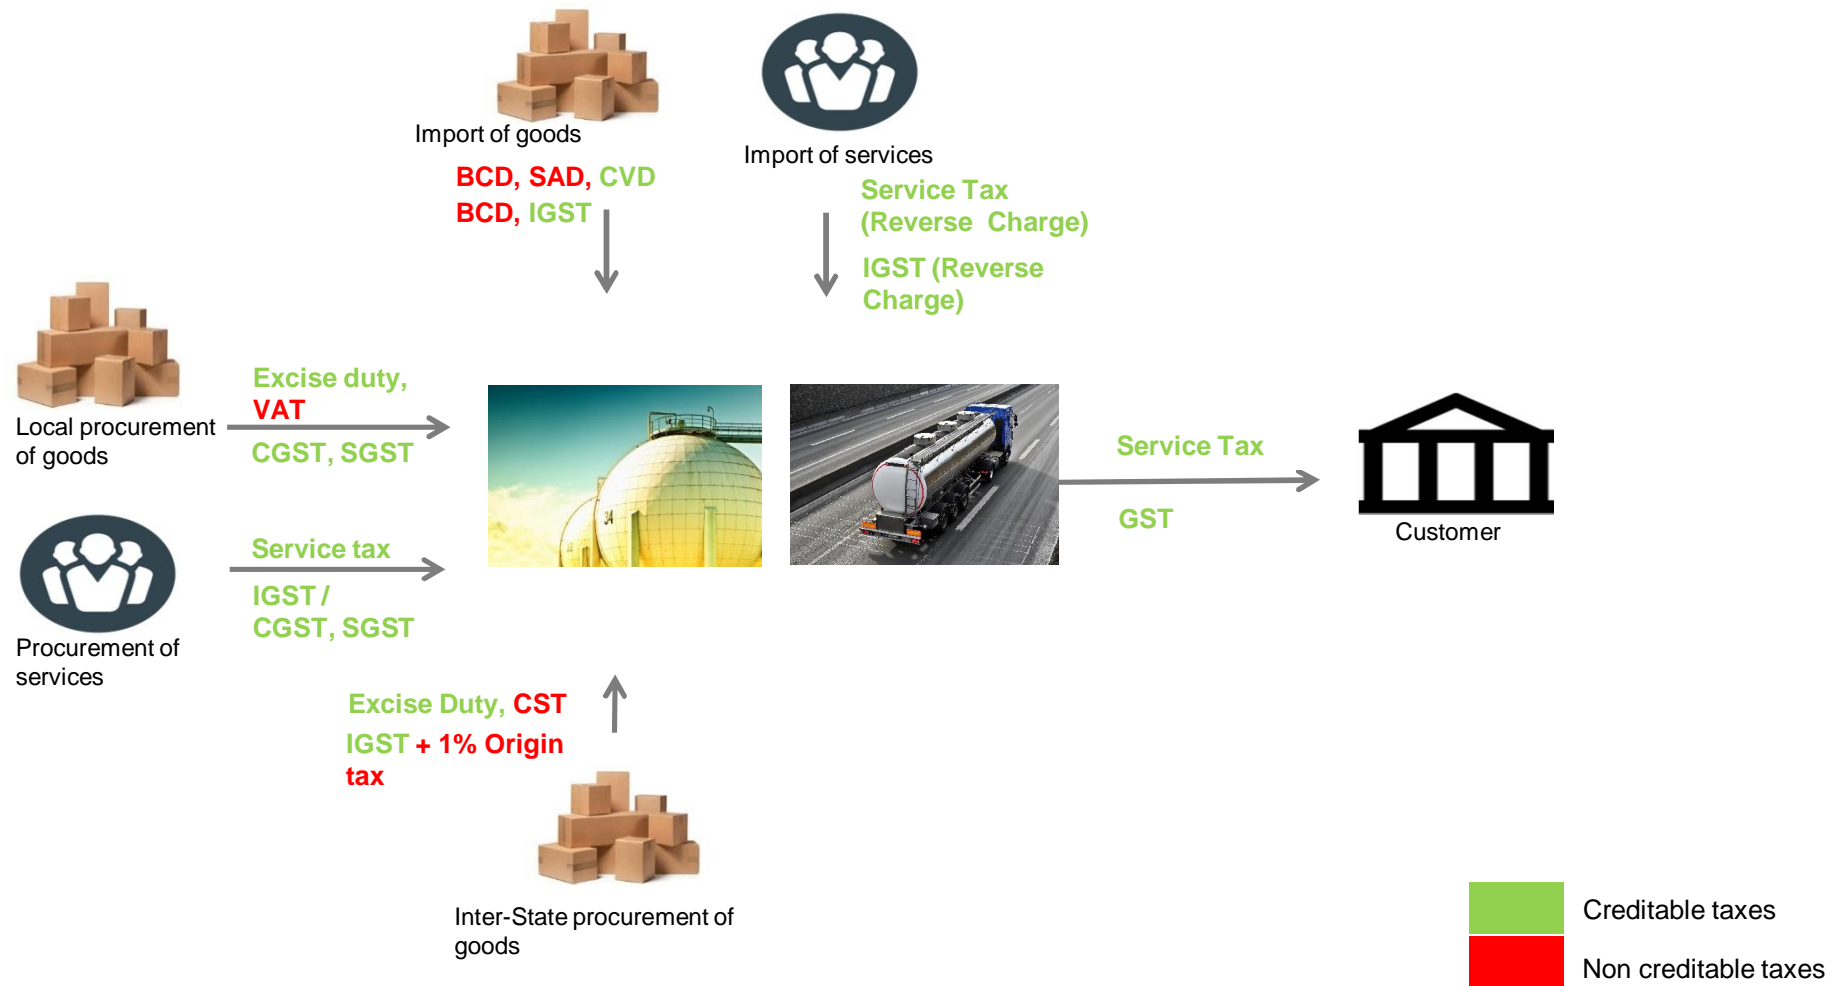 Import of goods
BCD, SAD, CVD
BCD, IGST
Import of services
Service Tax
(Reverse Charge)
IGST (Reverse
Charge)
Local procurement
of goods
Excise duty,
VAT
CGST, SGST
34
Service Tax
GST
Customer
Procurement of
services
Service tax
IGST /
CGST, SGST
Excise Duty, CST
IGST + 1% Origin
tax
Inter-State procurement of
goods
Creditable taxes
Non creditable taxes